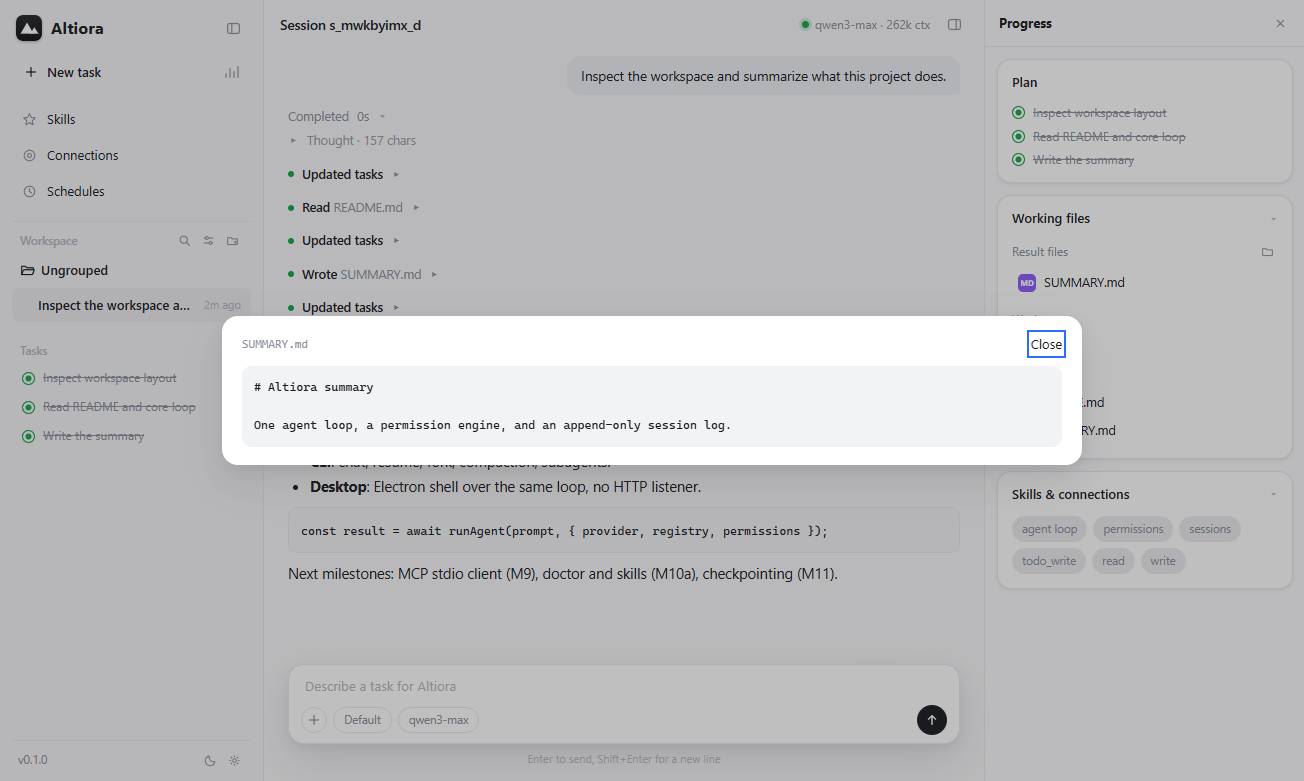 Altiora
New task
Skills
Connections
Schedules
Workspace
Ungrouped
Inspect the workspace a... 2m ago
Tasks
Inspect workspace layout
Read README and core loop
Write the summary
v0.1.0
Session s_mwkbyimx_d
qwen3-max · 262k ctx
Inspect the workspace and summarize what this project does.
Completed 0s
Thought · 157 chars
Updated tasks
Read README.md
Updated tasks
Wrote SUMMARY.md
Updated tasks
SUMMARY.md
Close
# Altiora summary
One agent loop, a permission engine, and an append-only session log.
Desktop: Electron shell over the same loop, no HTTP listener.
const result = await runAgent(prompt, { provider, registry, permissions });
Next milestones: MCP stdio client (M9), doctor and skills (M10a), checkpointing (M11).
Describe a task for Altiora
Default
qwen3-max
Enter to send, Shift+Enter for a new line
Progress
Plan
Inspect workspace layout
Read README and core loop
Write the summary
Working files
Result files
MD SUMMARY.md
.md
RY.md
Skills & connections
agent loop permissions sessions
todo_write read write